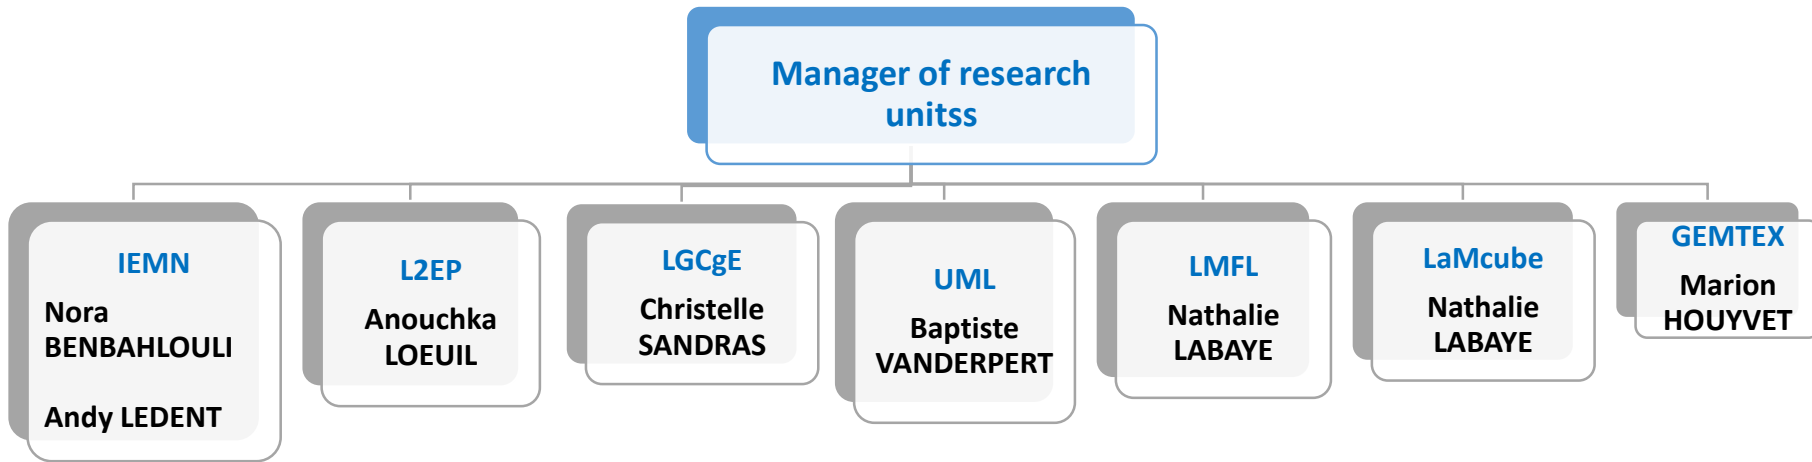 Manager of research
unitss
IEMN
Nora
BENBAHLOULI
Andy LEDENT
L2EP
Anouchka
LOEUIL
LGCgE
Christelle
SANDRAS
UML
Baptiste
VANDERPERT
LMFL
Nathalie
LABAYE
LaMcube
Nathalie
LABAYE
GEMTEX
Marion
HOUYVET